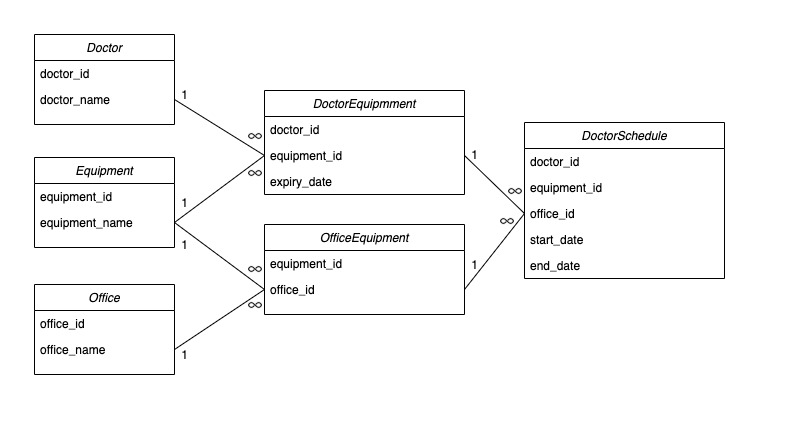 Doctor
doctor_id
doctor_name
1
Equipment
equipment_id
equipment_name
1
1
Office
office_id
office_name
1
DoctorEquipmment
doctor_id
equipment_id
expiry_date
∞
∞
1
OfficeEquipment
equipment_id
office_id
∞
∞
1
DoctorSchedule
doctor_id
equipment_id
office_id
start_date
end_date
∞
∞